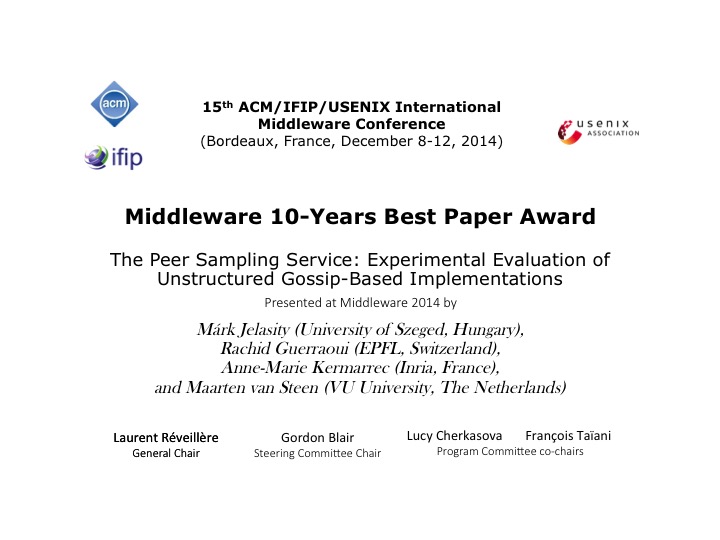 acm
ifip
15th ACM/IFIP/USENIX International
Middleware Conference
(Bordeaux, France, December 8-12, 2014)
usenix
ASSOCIATION
Middleware 10-Years Best Paper Award
The Peer Sampling Service: Experimental Evaluation of
Unstructured Gossip-Based Implementations
Presented at Middleware 2014 by
Márk Jelasity (University of Szeged, Hungary),
Rachid Guerraoui (EPFL, Switzerland),
Anne-Marie Kermarrec (Inria, France),
and Maarten van Steen (VU University, The Netherlands)
Laurent Réveillère
General Chair
Gordon Blair
Steering Committee Chair
Lucy Cherkasova François Taïani
Program Committee co-chairs